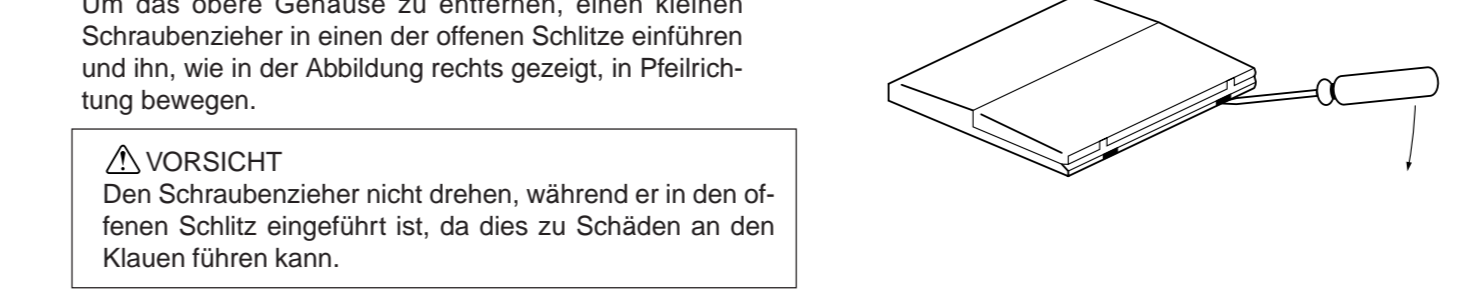 Um das obere Gehäuse zu entfernen, einen kleinen
Schraubenzieher in einen der offenen Schlitze einführen
und ihn, wie in der Abbildung rechts gezeigt, in Pfeilrich-
tung bewegen.
VORSICHT
Den Schraubenzieher nicht drehen, während er in den of-
fenen Schlitz eingeführt ist, da dies zu Schäden an den
Klauen führen kann.